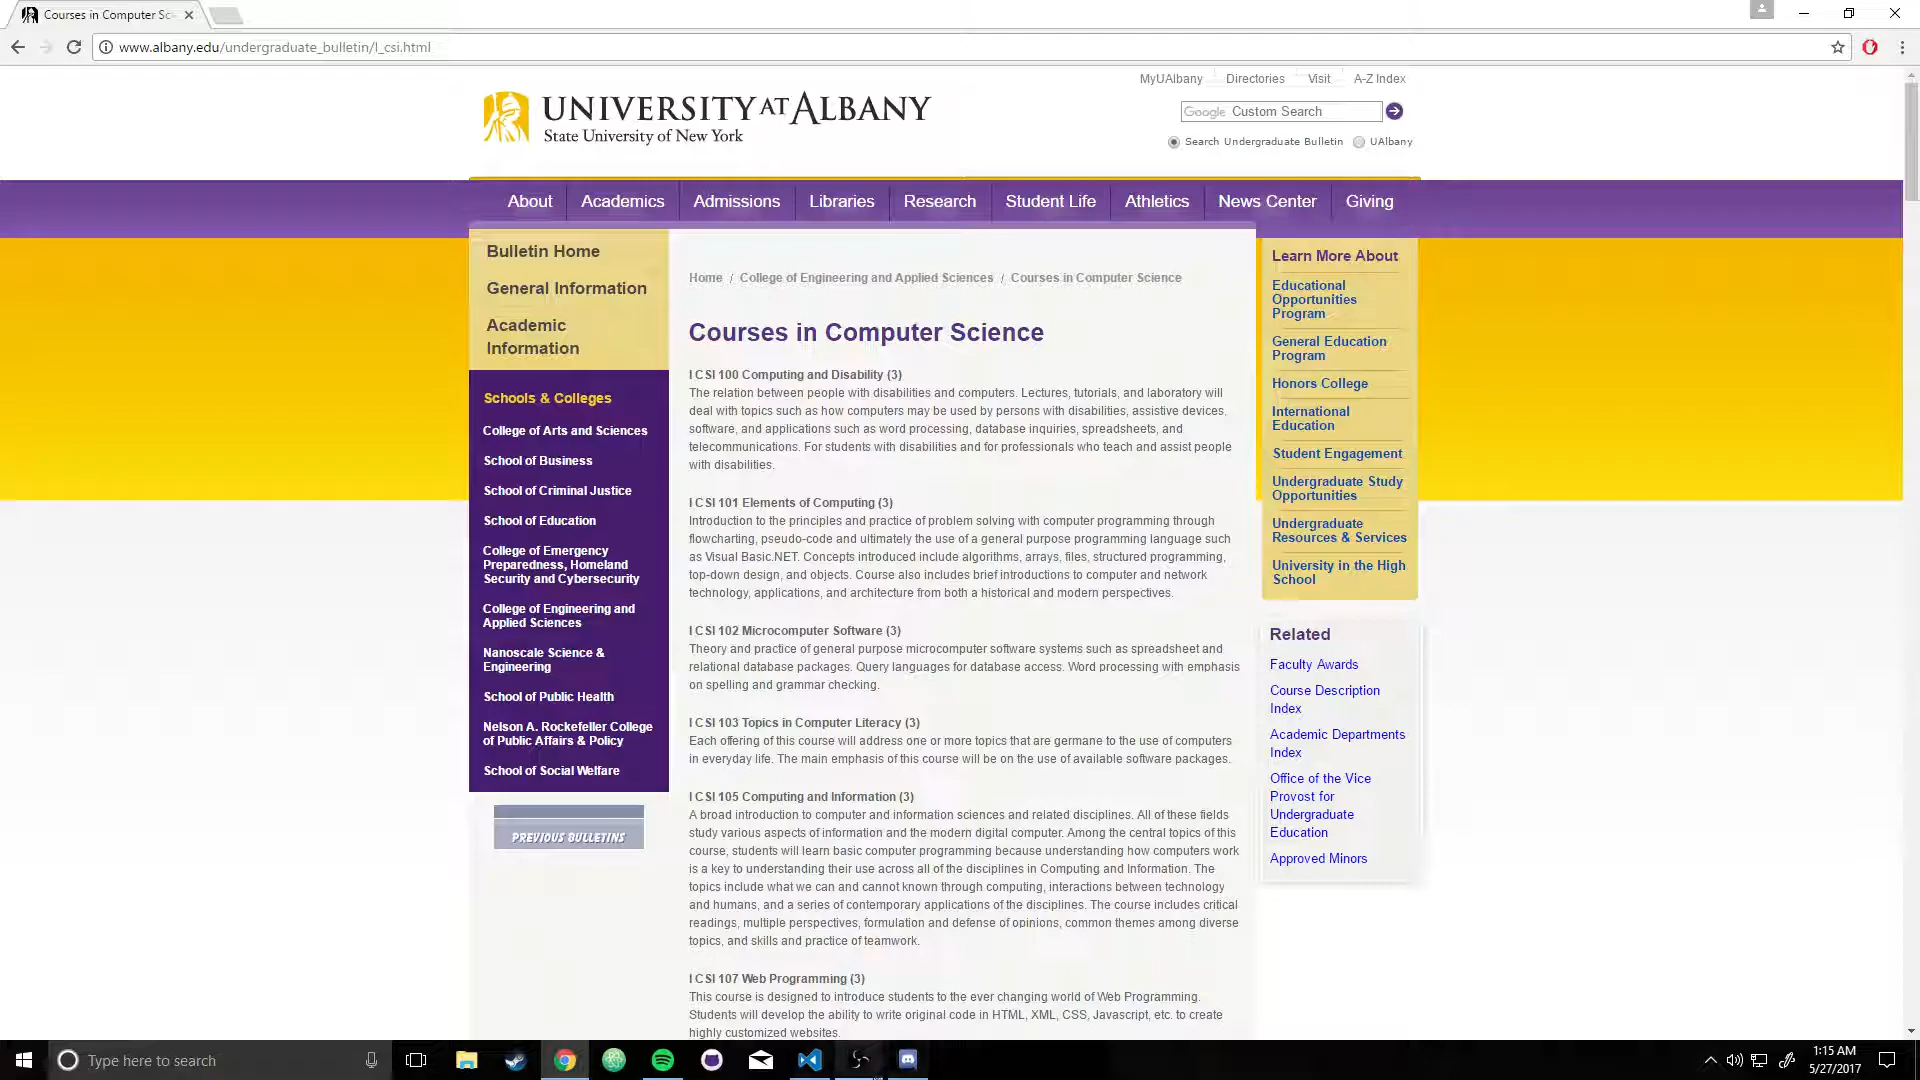 Courses in Computer Sc
www.albany.edu/undergraduate_bulletin/I_csi.html
MyUAlbany Directories Visit A-Z Index
UNIVERSITY AT ALBANY
State University of New York
Google Custom Search
Search Undergraduate Bulletin UAlbany
About Academics Admissions Libraries Research Student Life Athletics News Center Giving
Bulletin Home
General Information
Academic
Information
Schools & Colleges
College of Arts and Sciences
School of Business
School of Criminal Justice
School of Education
College of Emergency
Preparedness, Homeland
Security and Cybersecurity
College of Engineering and
Applied Sciences
Nanoscale Science &
Engineering
School of Public Health
Nelson A. Rockefeller College
of Public Affairs & Policy
School of Social Welfare
PREVIOUS BULLETINS
Home / College of Engineering and Applied Sciences / Courses in Computer Science
Courses in Computer Science
I CSI 100 Computing and Disability (3)
The relation between people with disabilities and computers. Lectures, tutorials, and laboratory will
deal with topics such as how computers may be used by persons with disabilities, assistive devices,
software, and applications such as word processing, database inquiries, spreadsheets, and
telecommunications. For students with disabilities and for professionals who teach and assist people
with disabilities.
I CSI 101 Elements of Computing (3)
Introduction to the principles and practice of problem solving with computer programming through
flowcharting, pseudo-code and ultimately the use of a general purpose programming language such
as Visual Basic.NET. Concepts introduced include algorithms, arrays, files, structured programming,
top-down design, and objects. Course also includes brief introductions to computer and network
technology, applications, and architecture from both a historical and modern perspectives.
I CSI 102 Microcomputer Software (3)
Theory and practice of general purpose microcomputer software systems such as spreadsheet and
relational database packages. Query languages for database access. Word processing with emphasis
on spelling and grammar checking.
I CSI 103 Topics in Computer Literacy (3)
Each offering of this course will address one or more topics that are germane to the use of computers
in everyday life. The main emphasis of this course will be on the use of available software packages.
I CSI 105 Computing and Information (3)
A broad introduction to computer and information sciences and related disciplines. All of these fields
study various aspects of information and the modern digital computer. Among the central topics of this
course, students will learn basic computer programming because understanding how computers work
is a key to understanding their use across all of the disciplines in Computing and Information. The
topics include what we can and cannot known through computing, interactions between technology
and humans, and a series of contemporary applications of the disciplines. The course includes critical
readings, multiple perspectives, formulation and defense of opinions, common themes among diverse
topics, and skills and practice of teamwork.
I CSI 107 Web Programming (3)
This course is designed to introduce students to the ever changing world of Web Programming.
Students will develop the ability to write original code in HTML, XML, CSS, Javascript, etc. to create
highly customized websites.
Learn More About
Educational
Opportunities
Program
General Education
Program
Honors College
International
Education
Student Engagement
Undergraduate Study
Opportunities
Undergraduate
Resources & Services
University in the High
School
Related
Faculty Awards
Course Description
Index
Academic Departments
Index
Office of the Vice
Provost for
Undergraduate
Education
Approved Minors
Type here to search
1:15 AM
5/27/2017